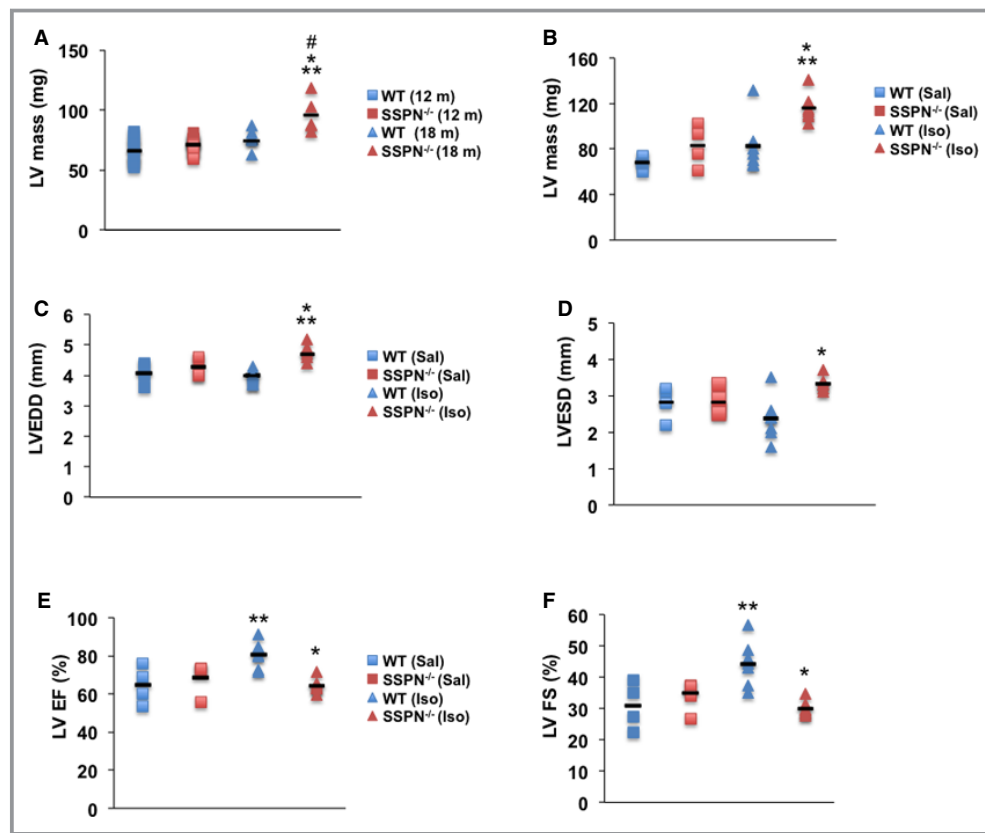 A
LV mass (mg)
150
100
50
0
#
*
**
WT (12 m)
SSPN-/- (12 m)
WT (18 m)
SSPN-/- (18 m)
B
LV mass (mg)
160
120
80
40
0
*
**
WT (Sal)
SSPN-/- (Sal)
WT (Iso)
SSPN-/- (Iso)
C
LVEDD (mm)
6
5
4
3
2
1
0
*
**
WT (Sal)
SSPN-/- (Sal)
WT (Iso)
SSPN-/- (Iso)
D
LVESD (mm)
5
4
3
2
1
0
*
E
LV EF (%)
100
80
60
40
20
0
**
*
WT (Sal)
SSPN-/- (Sal)
WT (Iso)
SSPN-/- (Iso)
F
LV FS (%)
60
50
40
30
20
10
0
**
*